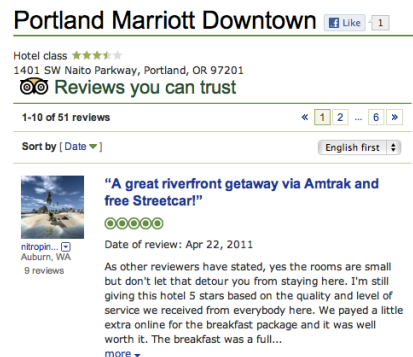 Portland Marriott Downtown Like 1
Hotel class
1401 SW Naito Parkway, Portland, OR 97201
Reviews you can trust
1-10 of 51 reviews « 1 2 ... 6 »
Sort by [ Date ] English first
“A great riverfront getaway via Amtrak and
free Streetcar!”
nitropin...
Auburn, WA
9 reviews
Date of review: Apr 22, 2011
As other reviewers have stated, yes the rooms are small
but don't let that detour you from staying here. I'm still
giving this hotel 5 stars based on the quality and level of
service we received from everybody here. We payed a little
extra online for the breakfast package and it was well
worth it. The breakfast was a full...
more